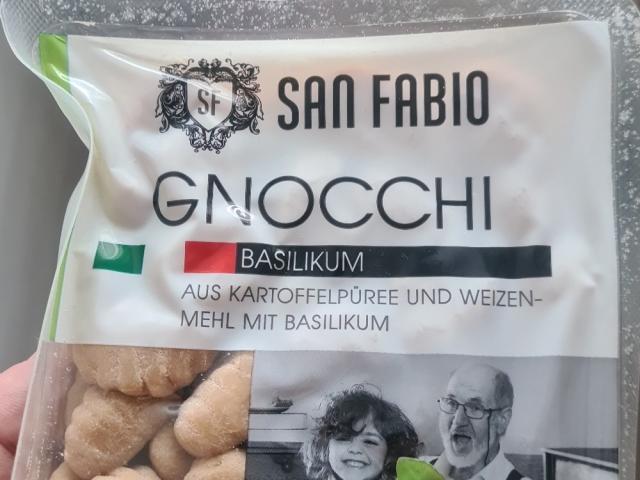 SF
SAN FABIO
GNOCCHI
BASILIKUM
AUS KARTOFFELPÜREE UND WEIZEN-
MEHL MIT BASILIKUM